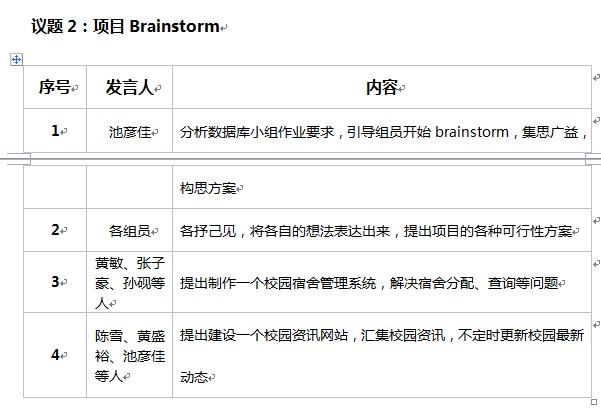 议题 2：项目 Brainstorm
序号 发言人 内容
1 池彦佳 分析数据库小组作业要求，引导组员开始 brainstorm，集思广益，
构思方案
2 各组员 各抒己见，将各自的想法表达出来，提出项目的各种可行性方案
黄敏、张子
3 豪、孙砚等 提出制作一个校园宿舍管理系统，解决宿舍分配、查询等问题
人
陈雪、黄盛 提出建设一个校园资讯网站，汇集校园资讯，不定时更新校园最新
4 裕、池彦佳
等人 动态